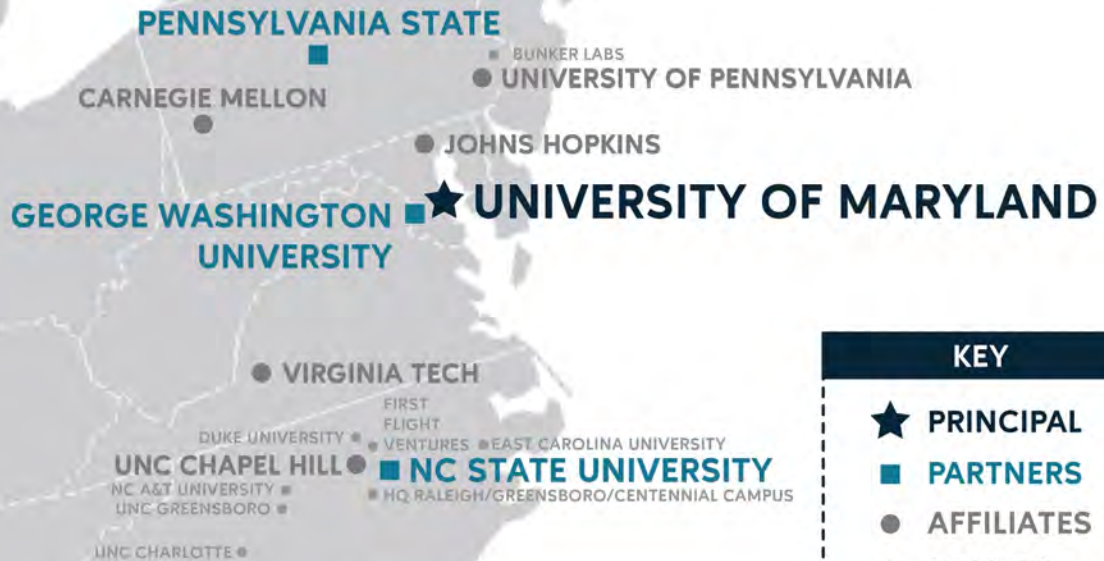 PENNSYLVANIA STATE
BUNKER LABS
UNIVERSITY OF PENNSYLVANIA
CARNEGIE MELLON
JOHNS HOPKINS
UNIVERSITY OF MARYLAND
GEORGE WASHINGTON
UNIVERSITY
VIRGINIA TECH
FIRST
FLIGHT
VENTURES
DUKE UNIVERSITY
EAST CAROLINA UNIVERSITY
UNC CHAPEL HILL
NC STATE UNIVERSITY
NC A&T UNIVERSITY
HQ RALEIGH/GREENSBORO/CENTENNIAL CAMPUS
UNC GREENSBORO
UNC CHARLOTTE
KEY
PRINCIPAL
PARTNERS
AFFILIATES